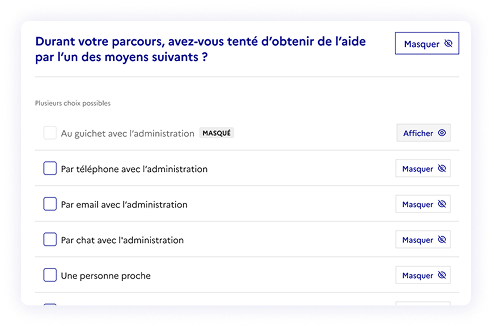 Durant votre parcours, avez-vous tenté d’obtenir de l’aide
par l’un des moyens suivants ?
Masquer
Plusieurs choix possibles
Au guichet avec l’administration MASQUÉ Afficher
Par téléphone avec l’administration Masquer
Par email avec l’administration Masquer
Par chat avec l'administration Masquer
Une personne proche Masquer